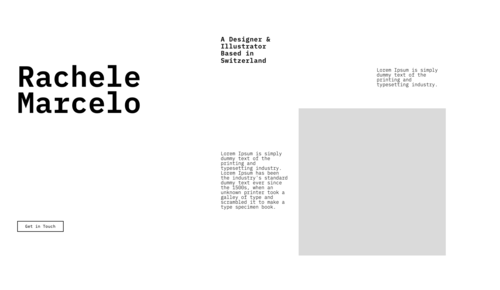 A Designer &
Illustrator
Based in
Switzerland
Rachele
Marcelo
Lorem Ipsum is simply
dummy text of the
printing and
typesetting industry.
Lorem Ipsum is simply
dummy text of the
printing and
typesetting industry.
Lorem Ipsum has been
the industry's standard
dummy text ever since
the 1500s, when an
unknown printer took a
galley of type and
scrambled it to make a
type specimen book.
Get in Touch